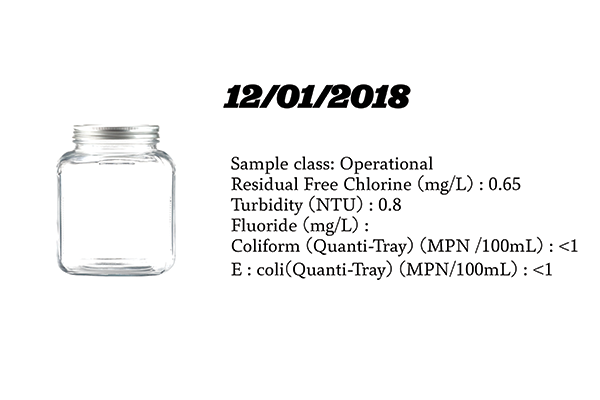 12/01/2018
Sample class: Operational
Residual Free Chlorine (mg/L) : 0.65
Turbidity (NTU) : 0.8
Fluoride (mg/L) :
Coliform (Quanti-Tray) (MPN /100mL) : <1
E : coli(Quanti-Tray) (MPN/100mL) : <1